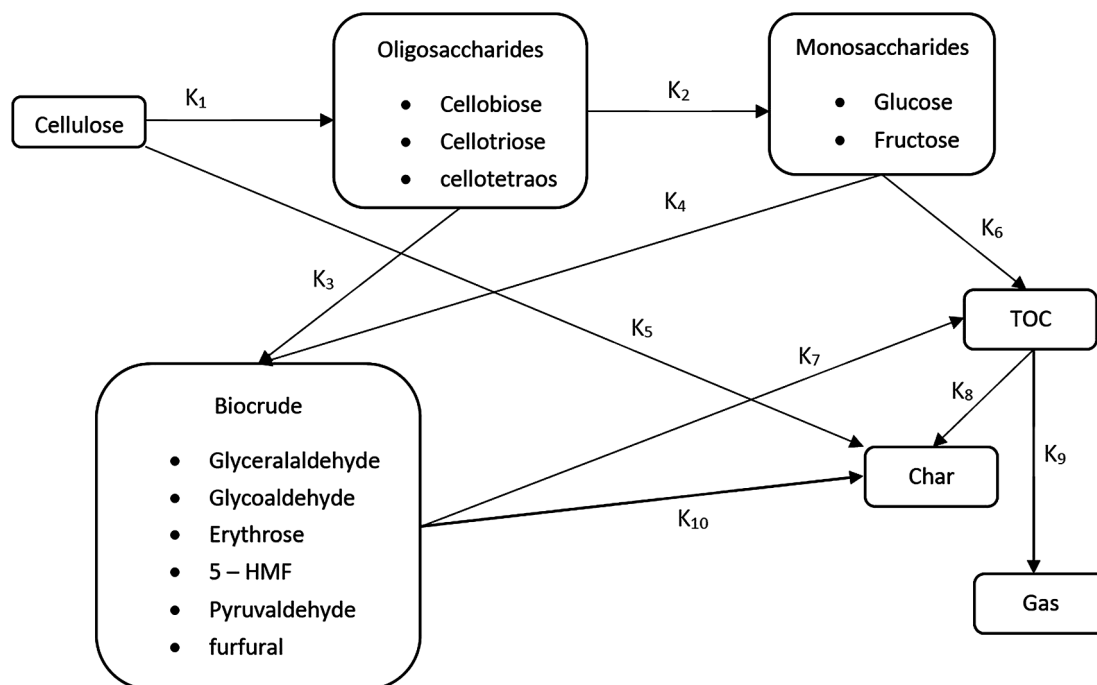 Cellulose
K₁
Oligosaccharides
• Cellobiose
• Cellotriose
• cellotetraos
K₂
Monosaccharides
• Glucose
• Fructose
K₃
K₄
K₅
K₆
K₇
TOC
K₈
K₉
Biocrude
• Glyceralaldehyde
• Glycoaldehyde
• Erythrose
• 5 – HMF
• Pyruvaldehyde
• furfural
K₁₀
Char
Gas